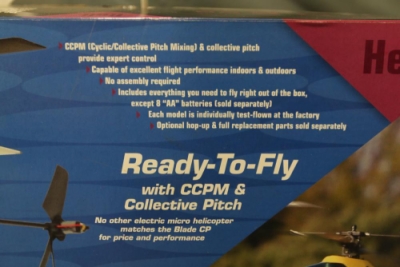 CCPM (Cyclic/Collective Pitch Mixing) & collective pitch
provide expert control
Capable of excellent flight performance indoors & outdoors
No assembly required
Includes everything you need to fly right out of the box,
except 8 "AA" batteries (sold separately)
Each model is individually test-flown at the factory
Optional hop-up & full replacement parts sold separately
He
Ready-To-Fly
with CCPM &
Collective Pitch
No other electric micro helicopter
matches the Blade CP
for price and performance